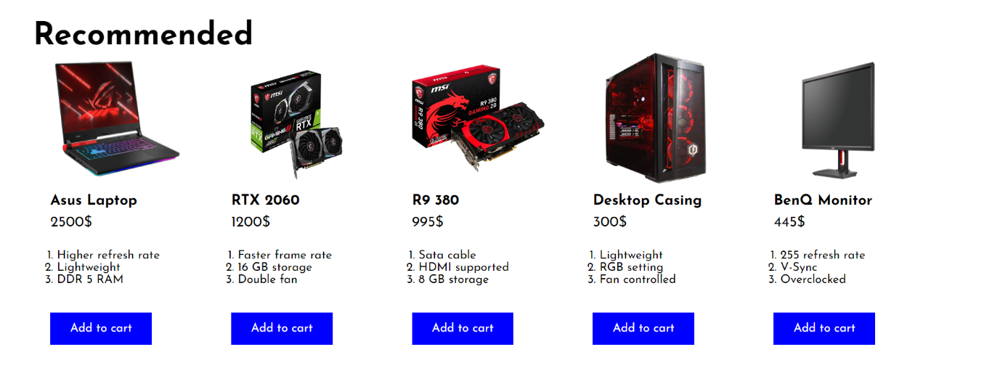 Recommended
msi
GEFORCE
RTX
GAMING
msi
R9 380
GAMING 2G
R9 380
Asus Laptop
2500$
1. Higher refresh rate
2. Lightweight
3. DDR 5 RAM
Add to cart
RTX 2060
1200$
1. Faster frame rate
2. 16 GB storage
3. Double fan
Add to cart
R9 380
995$
1. Sata cable
2. HDMI supported
3. 8 GB storage
Add to cart
Desktop Casing
300$
1. Lightweight
2. RGB setting
3. Fan controlled
Add to cart
BenQ Monitor
445$
1. 255 refresh rate
2. V-Sync
3. Overclocked
Add to cart